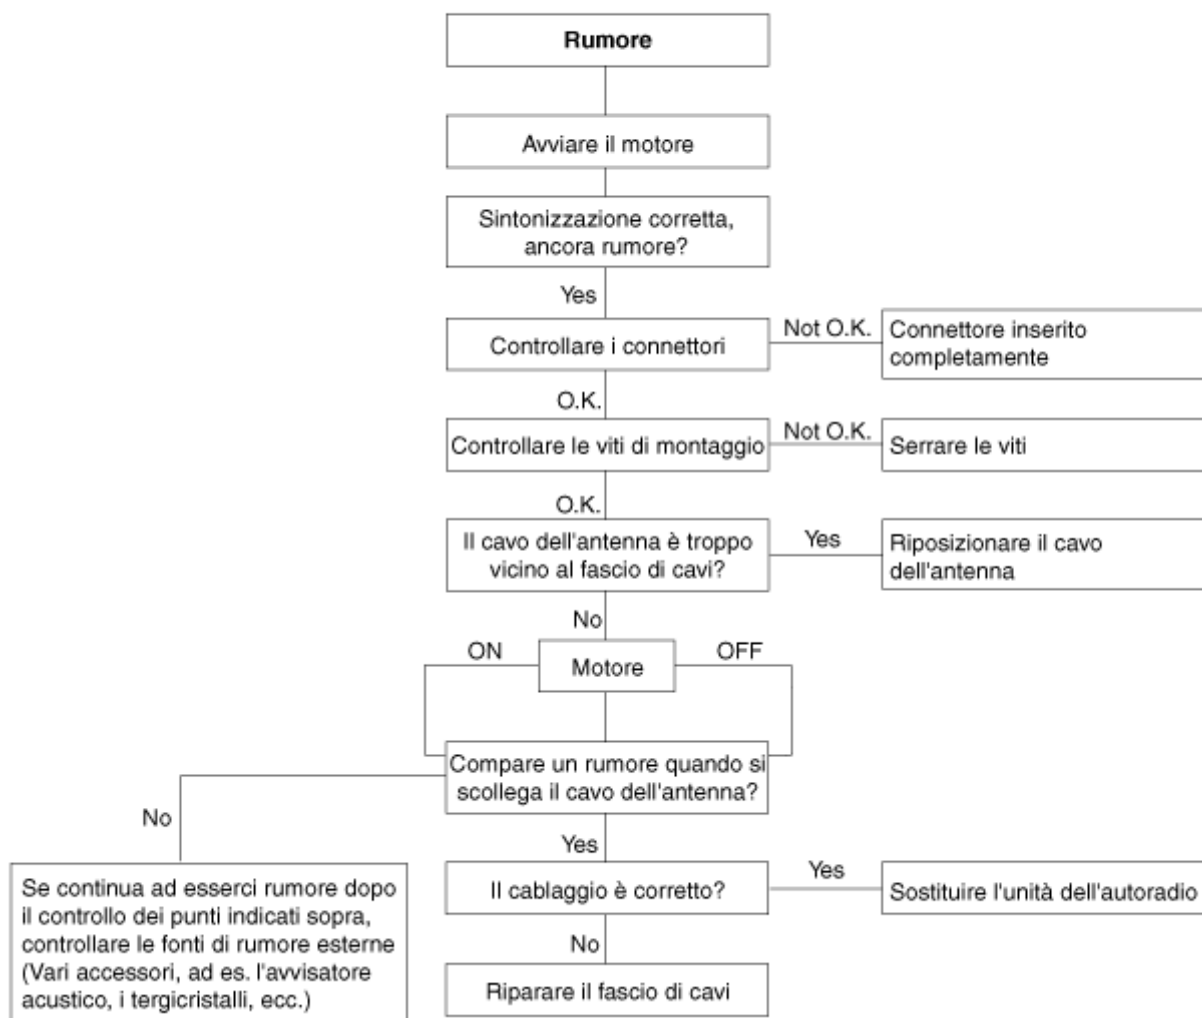 Rumore
Avviare il motore
Sintonizzazione corretta,
ancora rumore?
Yes
Controllare i connettori
Not O.K.
Connettore inserito
completamente
O.K.
Controllare le viti di montaggio
Not O.K.
Serrare le viti
O.K.
Il cavo dell'antenna è troppo
vicino al fascio di cavi?
Yes
Riposizionare il cavo
dell'antenna
No
ON
Motore
OFF
Compare un rumore quando si
scollega il cavo dell'antenna?
No
Se continua ad esserci rumore dopo
il controllo dei punti indicati sopra,
controllare le fonti di rumore esterne
(Vari accessori, ad es. l'avvisatore
acustico, i tergicristalli, ecc.)
Yes
Il cablaggio è corretto?
Yes
Sostituire l'unità dell'autoradio
No
Riparare il fascio di cavi